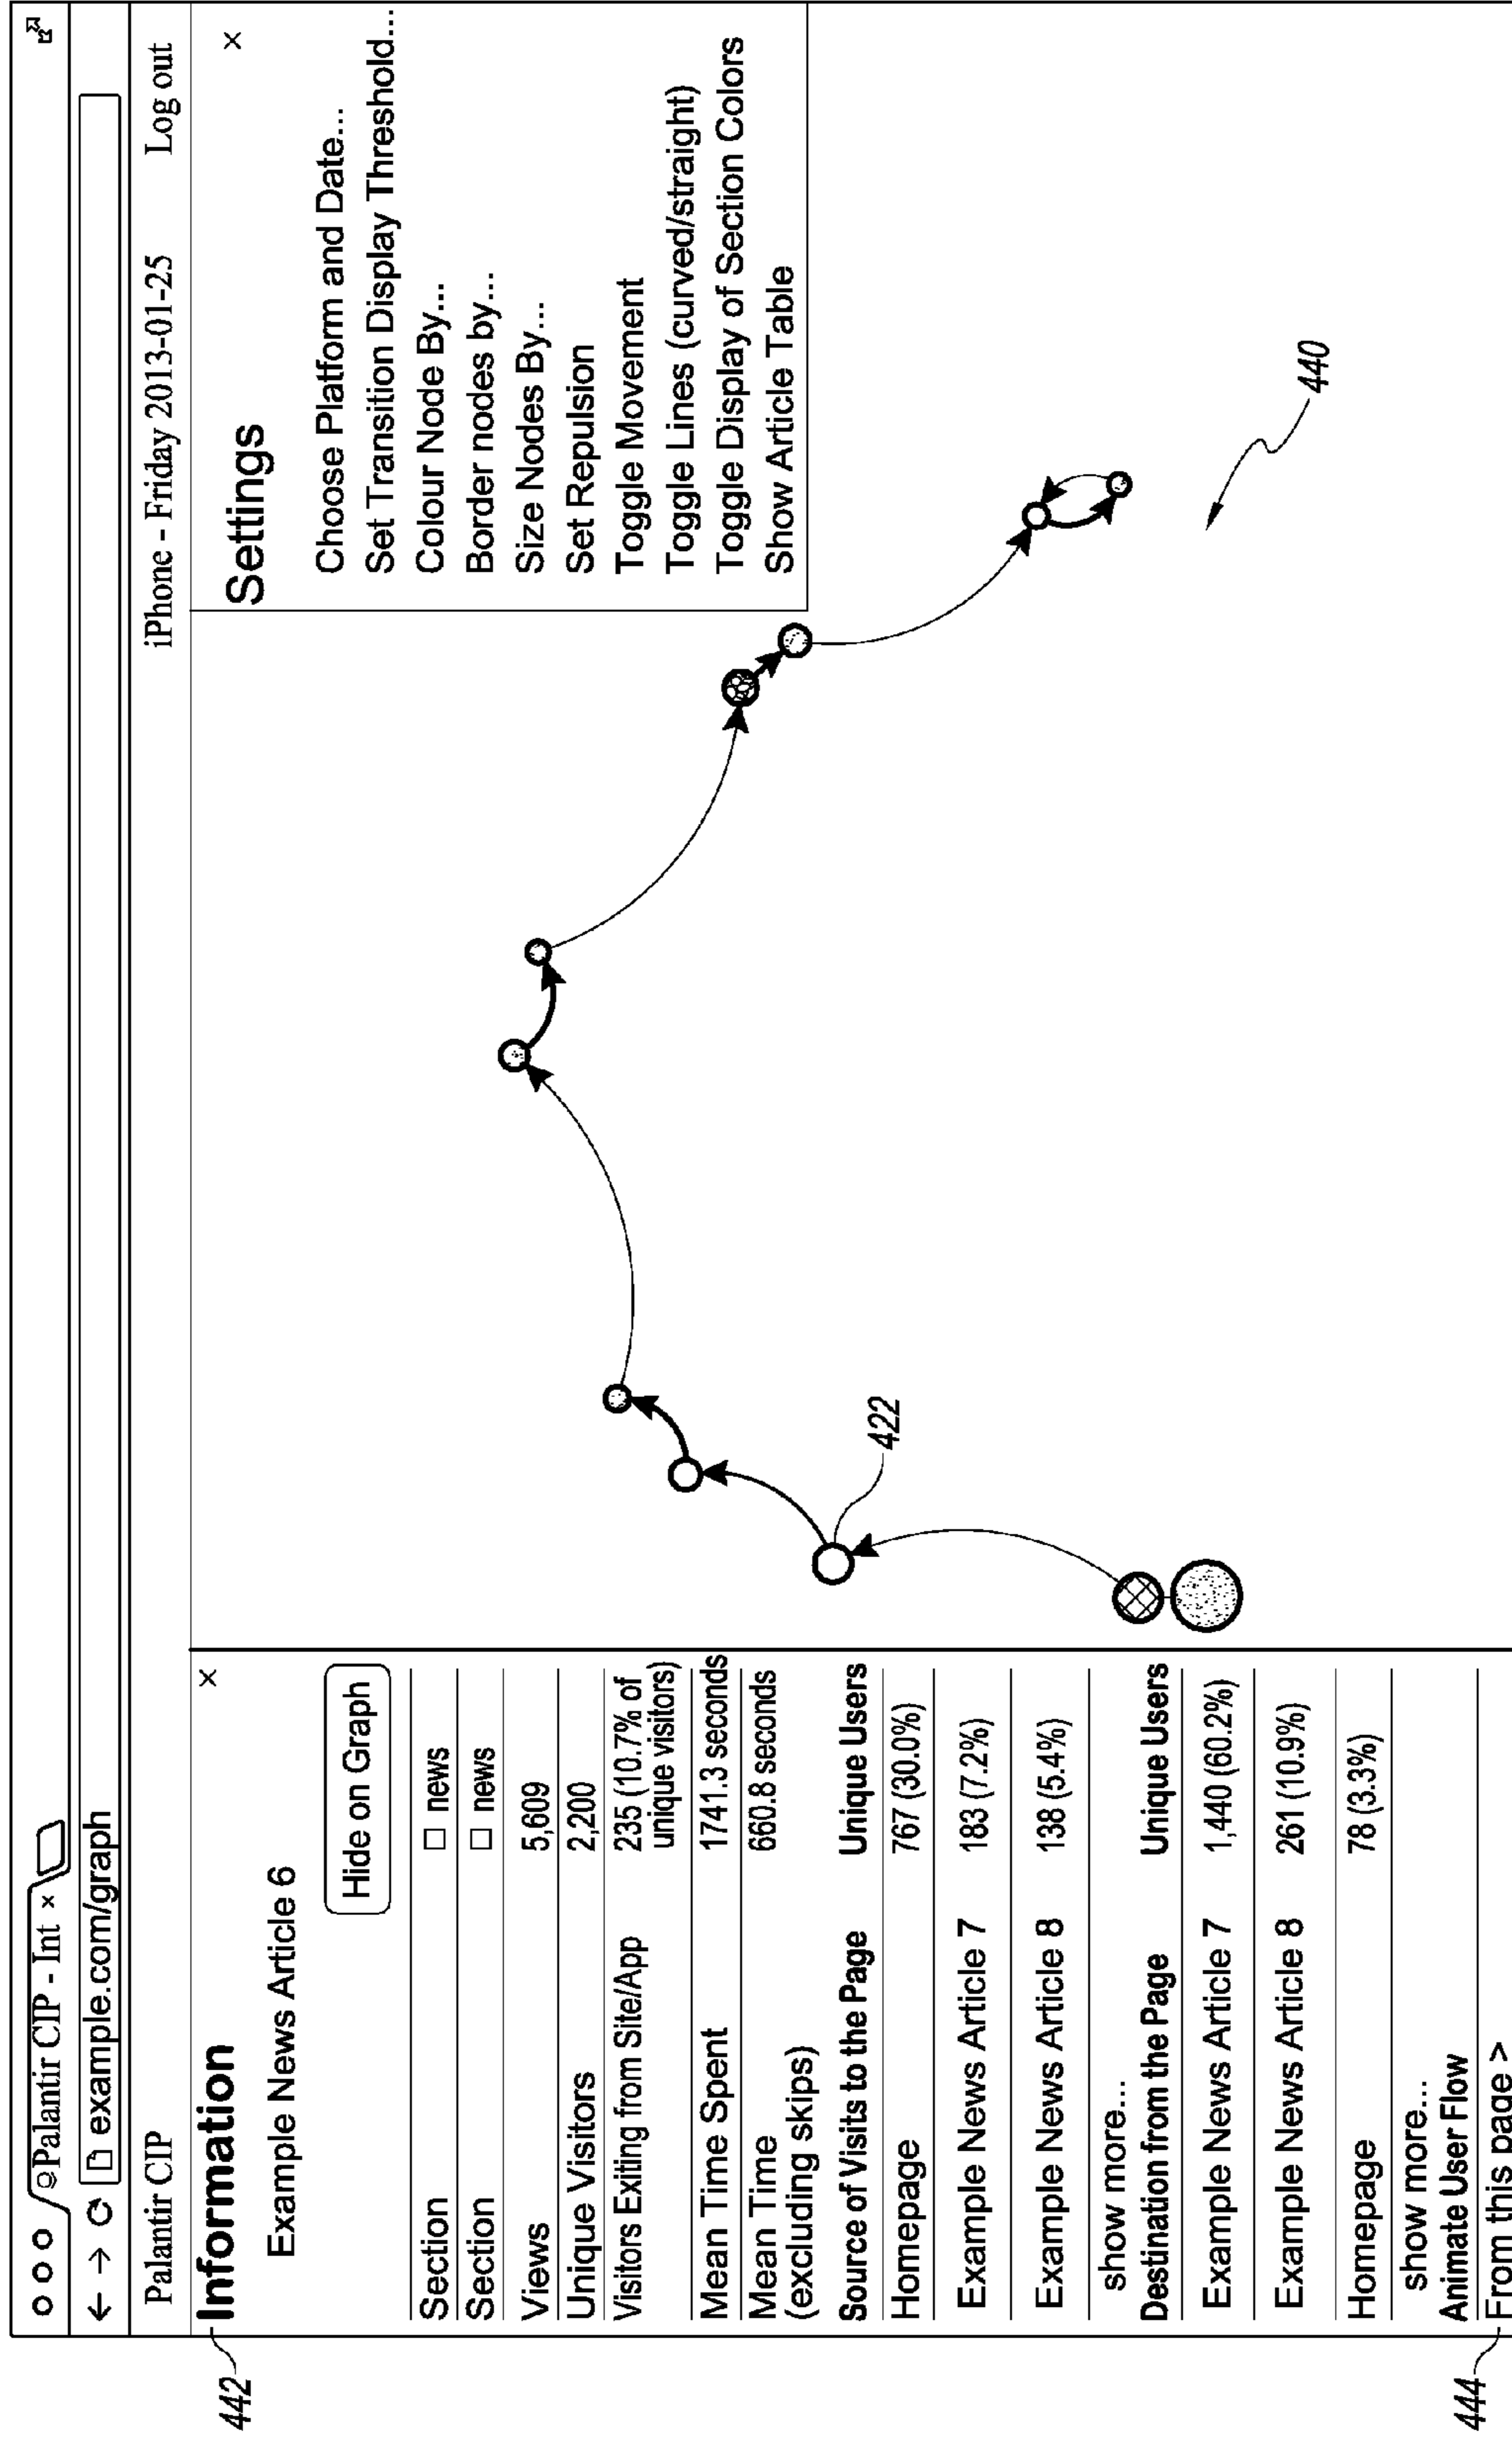 @Palantir CIP - Int ×
example.com/graph
Palantir CIP
iPhone - Friday 2013-01-25 Log out
442
Information ×
Example News Article 6
Hide on Graph
Section □ news
Section □ news
Views 5,609
Unique Visitors 2,200
Visitors Exiting from Site/App 235 (10.7% of
unique visitors)
Mean Time Spent 1741.3 seconds
Mean Time 660.8 seconds
(excluding skips)
Source of Visits to the Page Unique Users
Homepage 767 (30.0%)
Example News Article 7 183 (7.2%)
Example News Article 8 138 (5.4%)
show more...
Destination from the Page Unique Users
Example News Article 7 1,440 (60.2%)
Example News Article 8 261 (10.9%)
Homepage 78 (3.3%)
show more...
Animate User Flow
444
From this page >
422
Settings ×
Choose Platform and Date...
Set Transition Display Threshold...
Colour Node By...
Border nodes by...
Size Nodes By...
Set Repulsion
Toggle Movement
Toggle Lines (curved/straight)
Toggle Display of Section Colors
Show Article Table
440